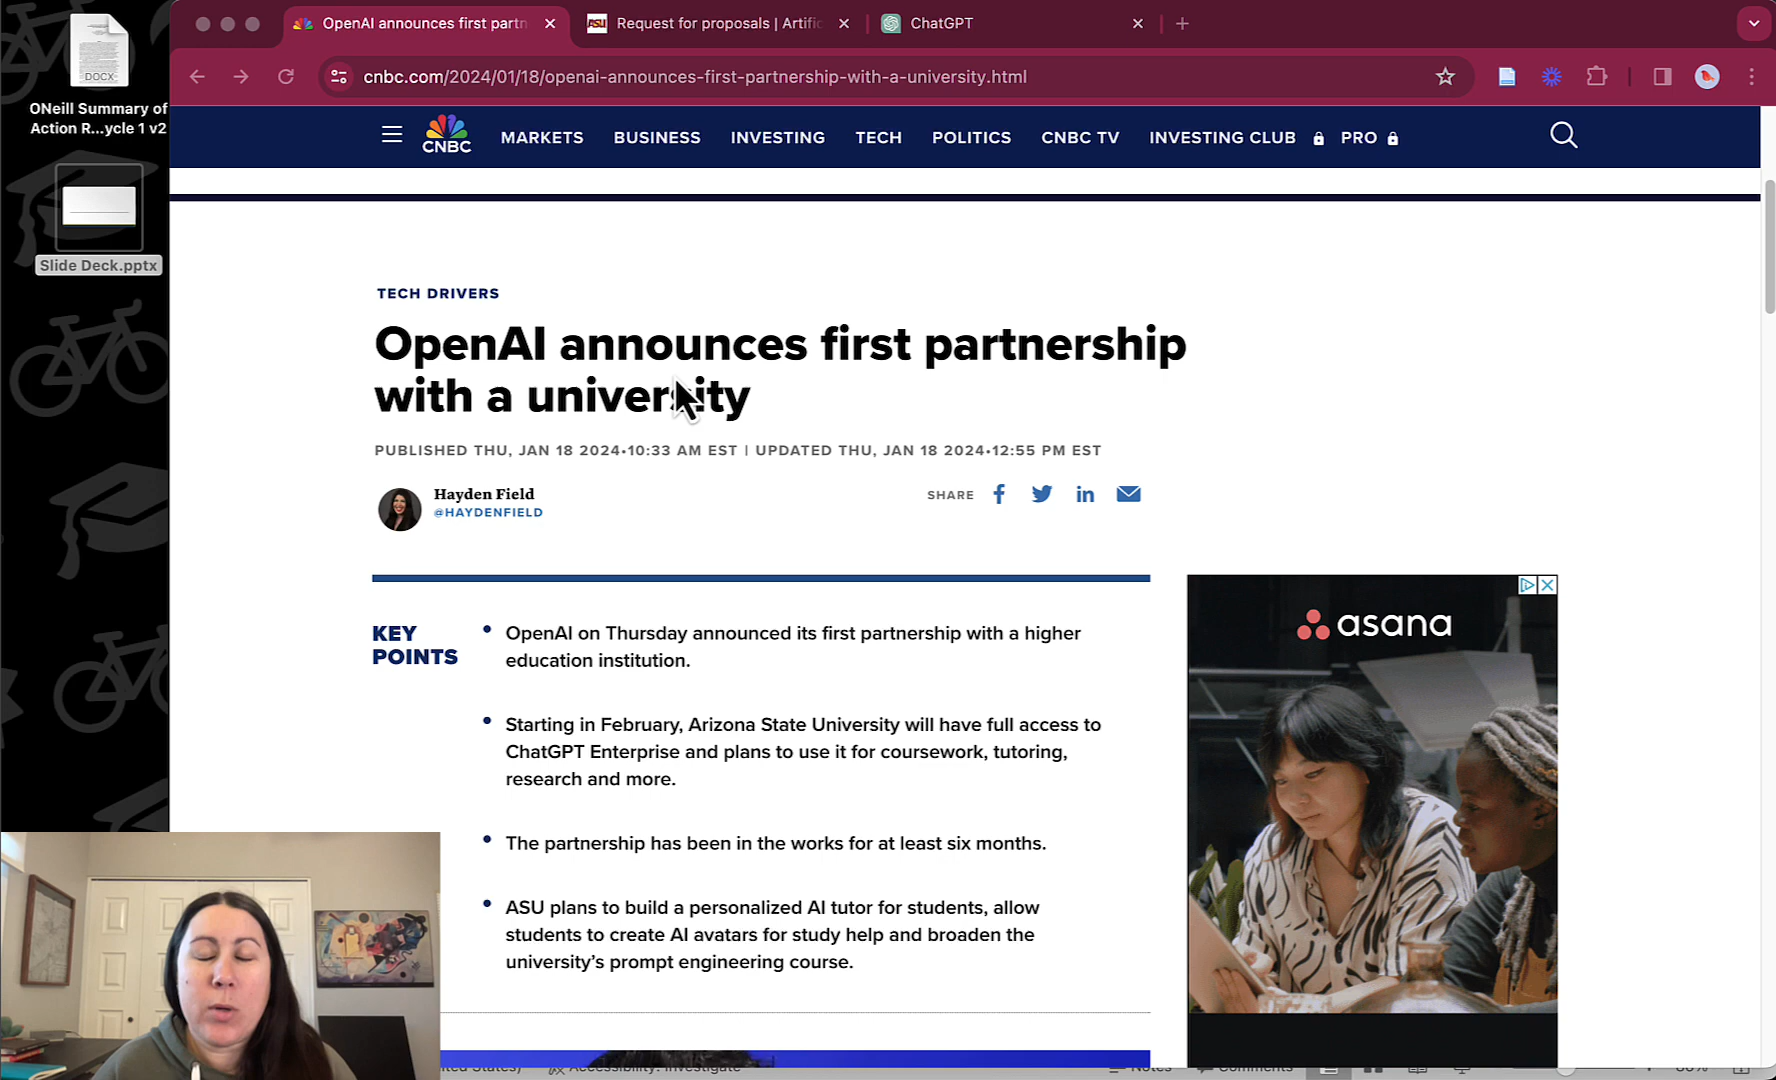 DOCX
ONeill Summary of
Action R...ycle 1 v2
Slide Deck.pptx
OpenAI announces first partn
Request for proposals | Artific
ChatGPT
cnbc.com/2024/01/18/openai-announces-first-partnership-with-a-university.html
CNBC
MARKETS
BUSINESS
INVESTING
TECH
POLITICS
CNBC TV
INVESTING CLUB
PRO
TECH DRIVERS
OpenAI announces first partnership
with a university
PUBLISHED THU, JAN 18 2024•10:33 AM EST | UPDATED THU, JAN 18 2024•12:55 PM EST
Hayden Field
@HAYDENFIELD
SHARE
KEY
POINTS
• OpenAI on Thursday announced its first partnership with a higher
education institution.
• Starting in February, Arizona State University will have full access to
ChatGPT Enterprise and plans to use it for coursework, tutoring,
research and more.
• The partnership has been in the works for at least six months.
• ASU plans to build a personalized AI tutor for students, allow
students to create AI avatars for study help and broaden the
university's prompt engineering course.
asana
Accessibility: Investigate
Notes
Comments